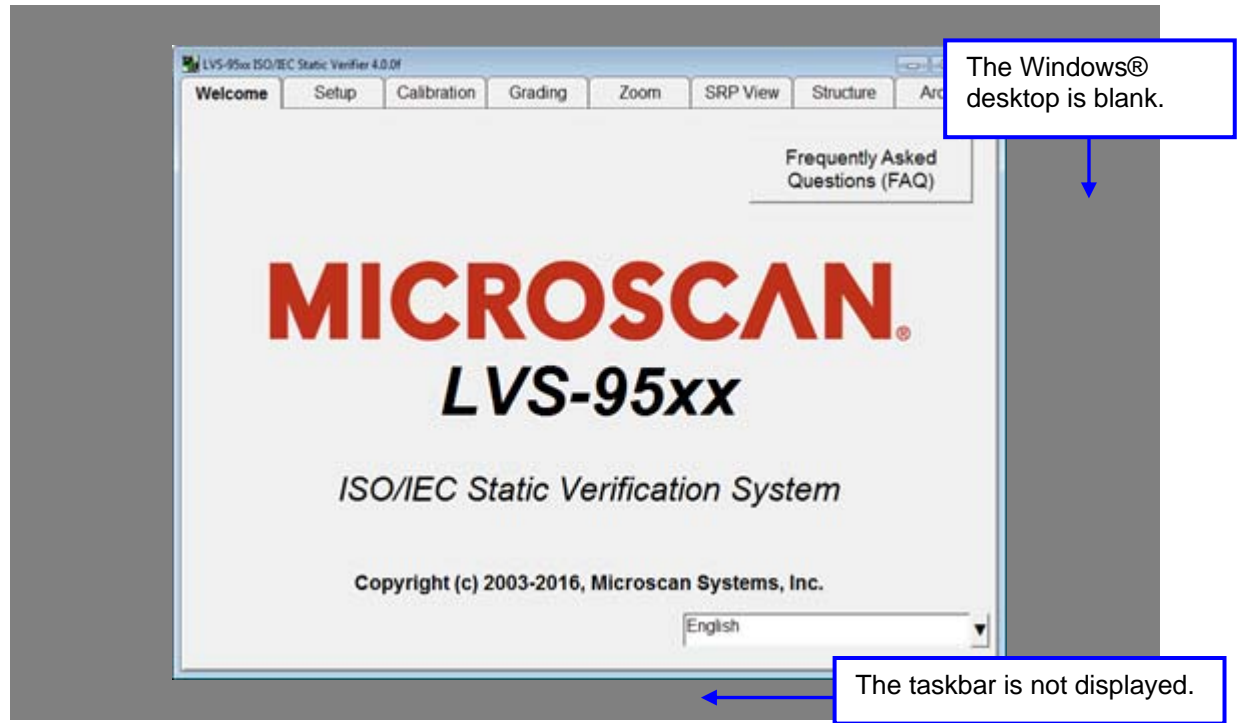 LVS-95xx ISO/IEC Static Verifier 4.0.0f
The Windows®
desktop is blank.
Welcome Setup Calibration Grading Zoom SRP View Structure
Frequently Asked
Questions (FAQ)
MICROSCAN®
LVS-95xx
ISO/IEC Static Verification System
Copyright (c) 2003-2016, Microscan Systems, Inc.
English
The taskbar is not displayed.